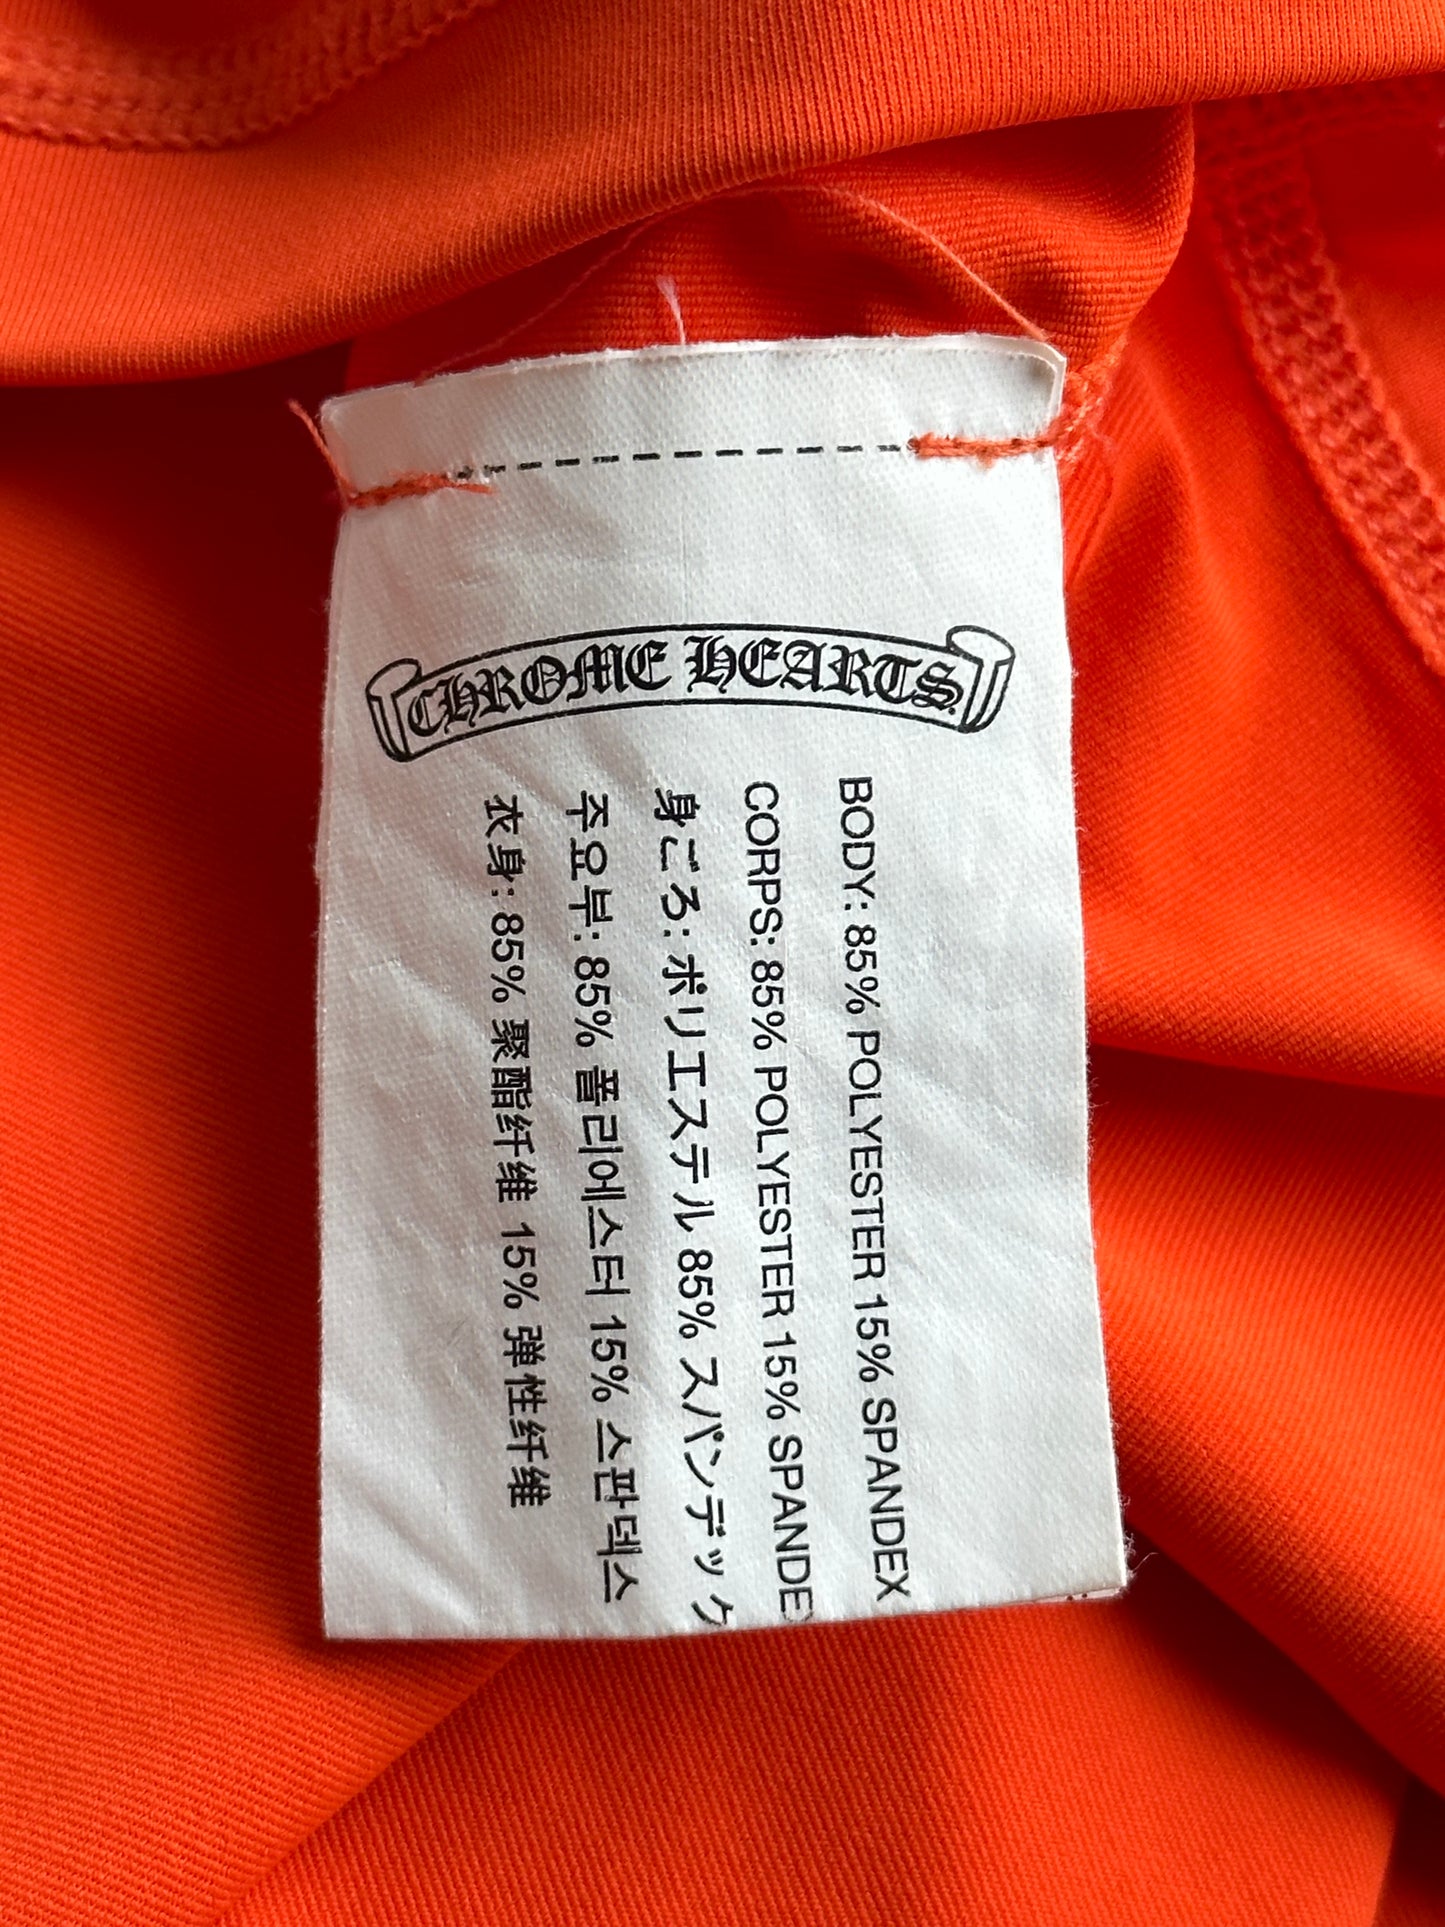 CHROME HEARTS
BODY: 85% POLYESTER 15% SPANDEX
CORPS: 85% POLYESTER 15% SPANDEX
身ごろ: ポリエステル 85% スパンデック
주요부: 85% 폴리에스터 15% 스판덱스
衣身: 85% 聚酯纤维 15% 弹性纤维